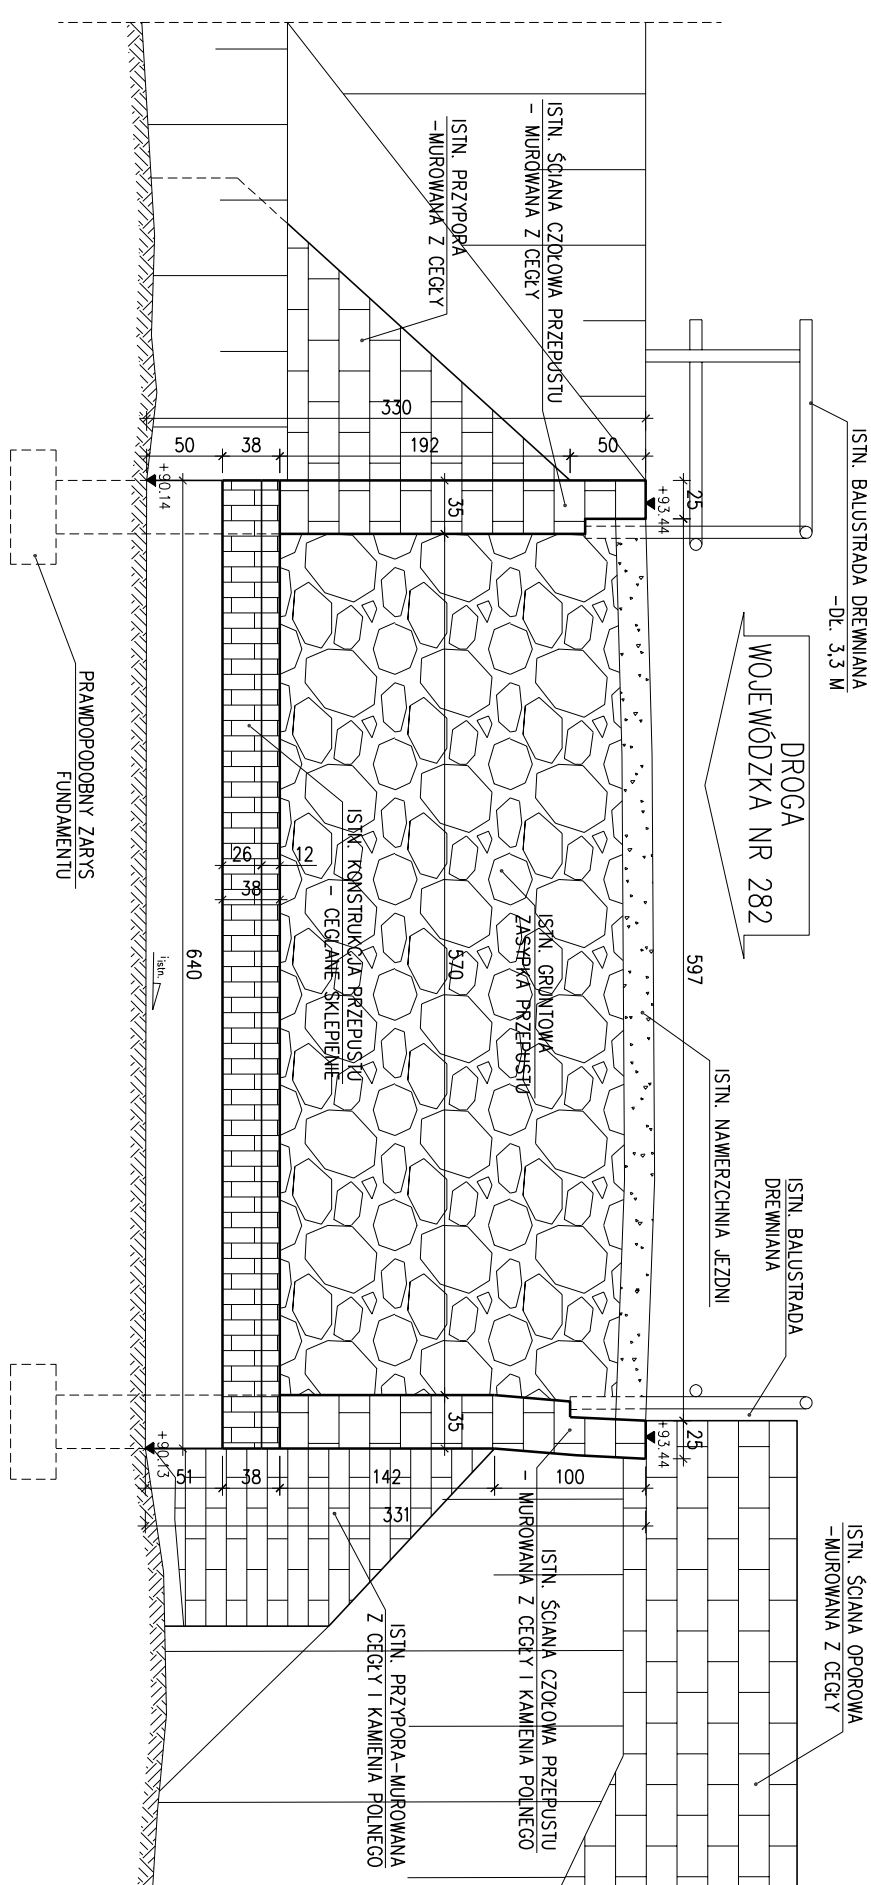 ISTN. BALUSTRADA DREWNIANA
-DŁ. 3,3 M
ISTN. ŚCIANA CZOŁOWA PRZEPUSTU
- MUROWANA Z CEGŁY
ISTN. PRZYPORA
-MUROWANA Z CEGŁY
DROGA
WOJEWÓDZKA NR 282
ISTN. NAWIERZCHNIA JEZDNI
ISTN. BALUSTRADA
DREWNIANA
ISTN. ŚCIANA OPOROWA
-MUROWANA Z CEGŁY
ISTN. GRUNTOWA
ZASYPKA PRZEPUSTU
ISTN. KONSTRUKCJA PRZEPUSTU
- CEGLANE SKLEPIENIE
ISTN. ŚCIANA CZOŁOWA PRZEPUSTU
- MUROWANA Z CEGŁY I KAMIENIA POLNEGO
ISTN. PRZYPORA-MUROWANA
Z CEGŁY I KAMIENIA POLNEGO
PRAWDOPODOBNY ZARYS
FUNDAMENTU
25
597
25
+93.44
+93.44
330
50
38
192
50
35
570
35
26
12
38
640
i istn.
+90.14
+90.13
51
38
142
100
331